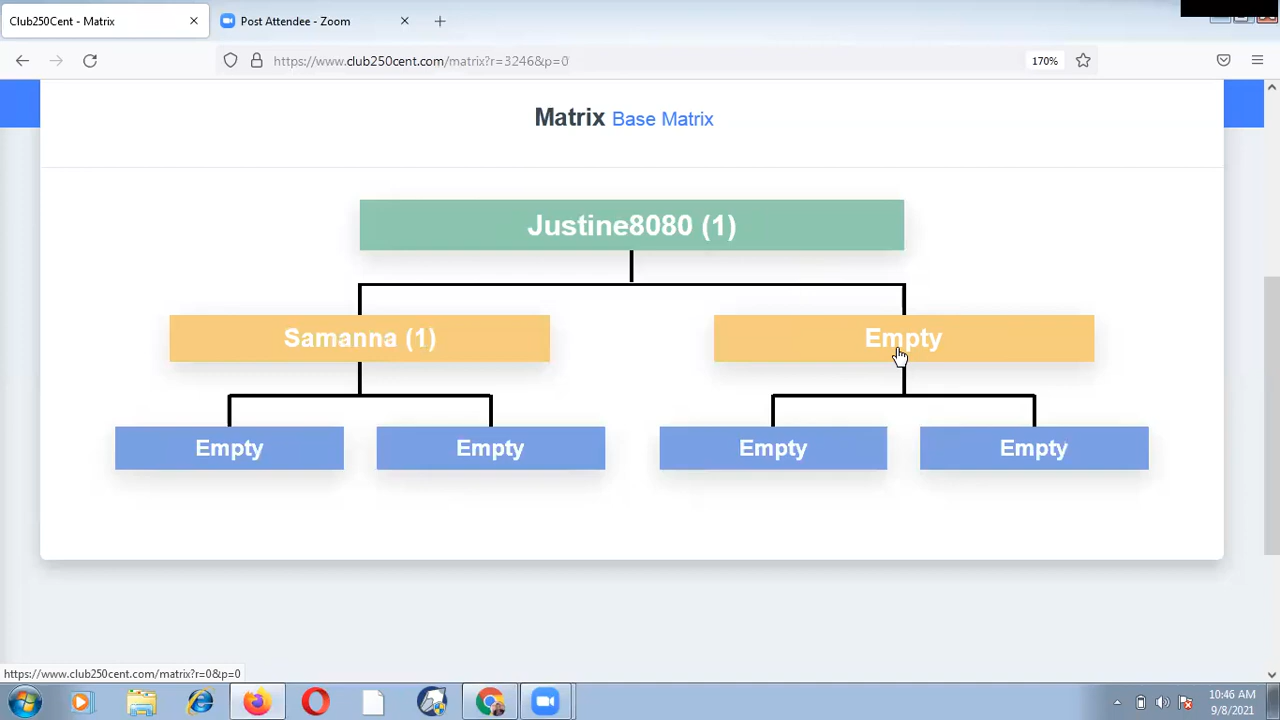 Club250Cent - Matrix
Post Attendee - Zoom
https://www.club250cent.com/matrix?r=3246&p=0
170%
Matrix Base Matrix
Justine8080 (1)
Samanna (1)
Empty
Empty
Empty
Empty
Empty
https://www.club250cent.com/matrix?r=0&p=0
10:46 AM
9/8/2021